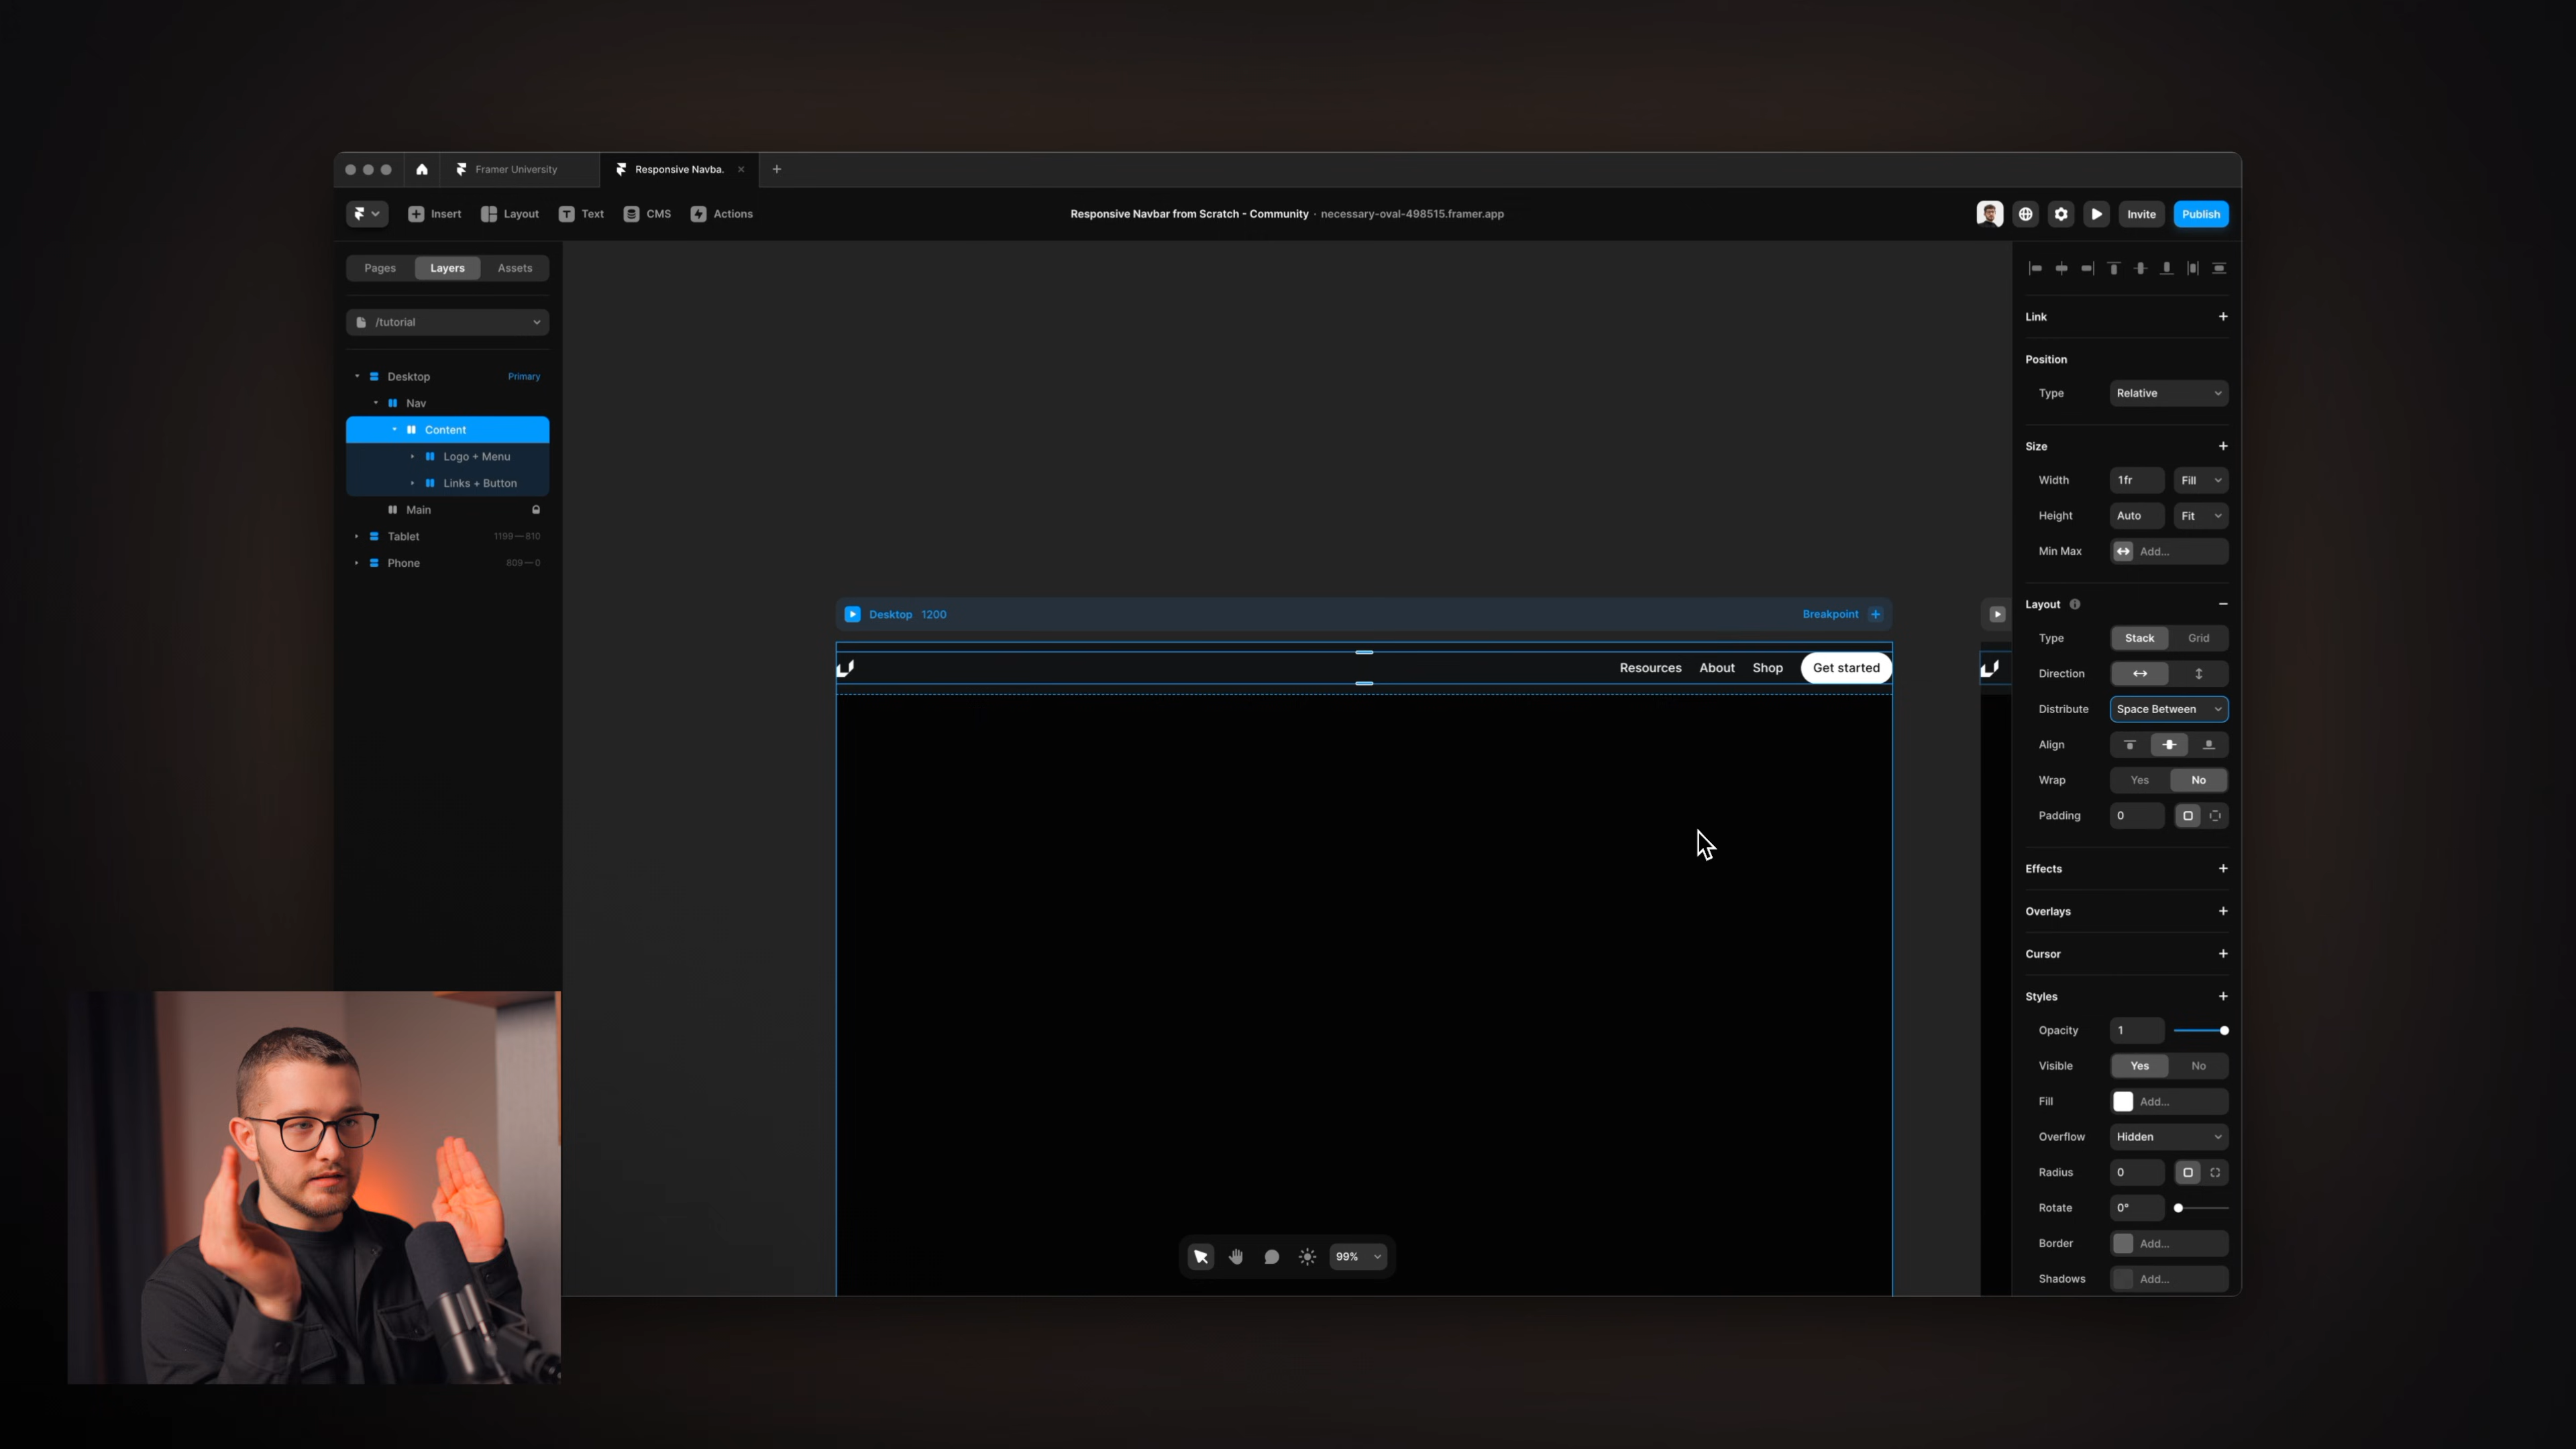 Framer University
Responsive Navba.
Insert
Layout
Text
CMS
Actions
Responsive Navbar from Scratch - Community · necessary-oval-498515.framer.app
Invite
Publish
Pages
Layers
Assets
/tutorial
Desktop
Primary
Nav
Content
Logo + Menu
Links + Button
Main
Tablet
1199 — 810
Phone
809 — 0
Desktop 1200
Breakpoint
Resources
About
Shop
Get started
99%
Link
Position
Type
Relative
Size
Width
1fr
Fill
Height
Auto
Fit
Min Max
Add...
Layout
Type
Stack
Grid
Direction
Distribute
Space Between
Align
Wrap
Yes
No
Padding
0
Effects
Overlays
Cursor
Styles
Opacity
1
Visible
Yes
No
Fill
Add...
Overflow
Hidden
Radius
0
Rotate
0°
Border
Add...
Shadows
Add...